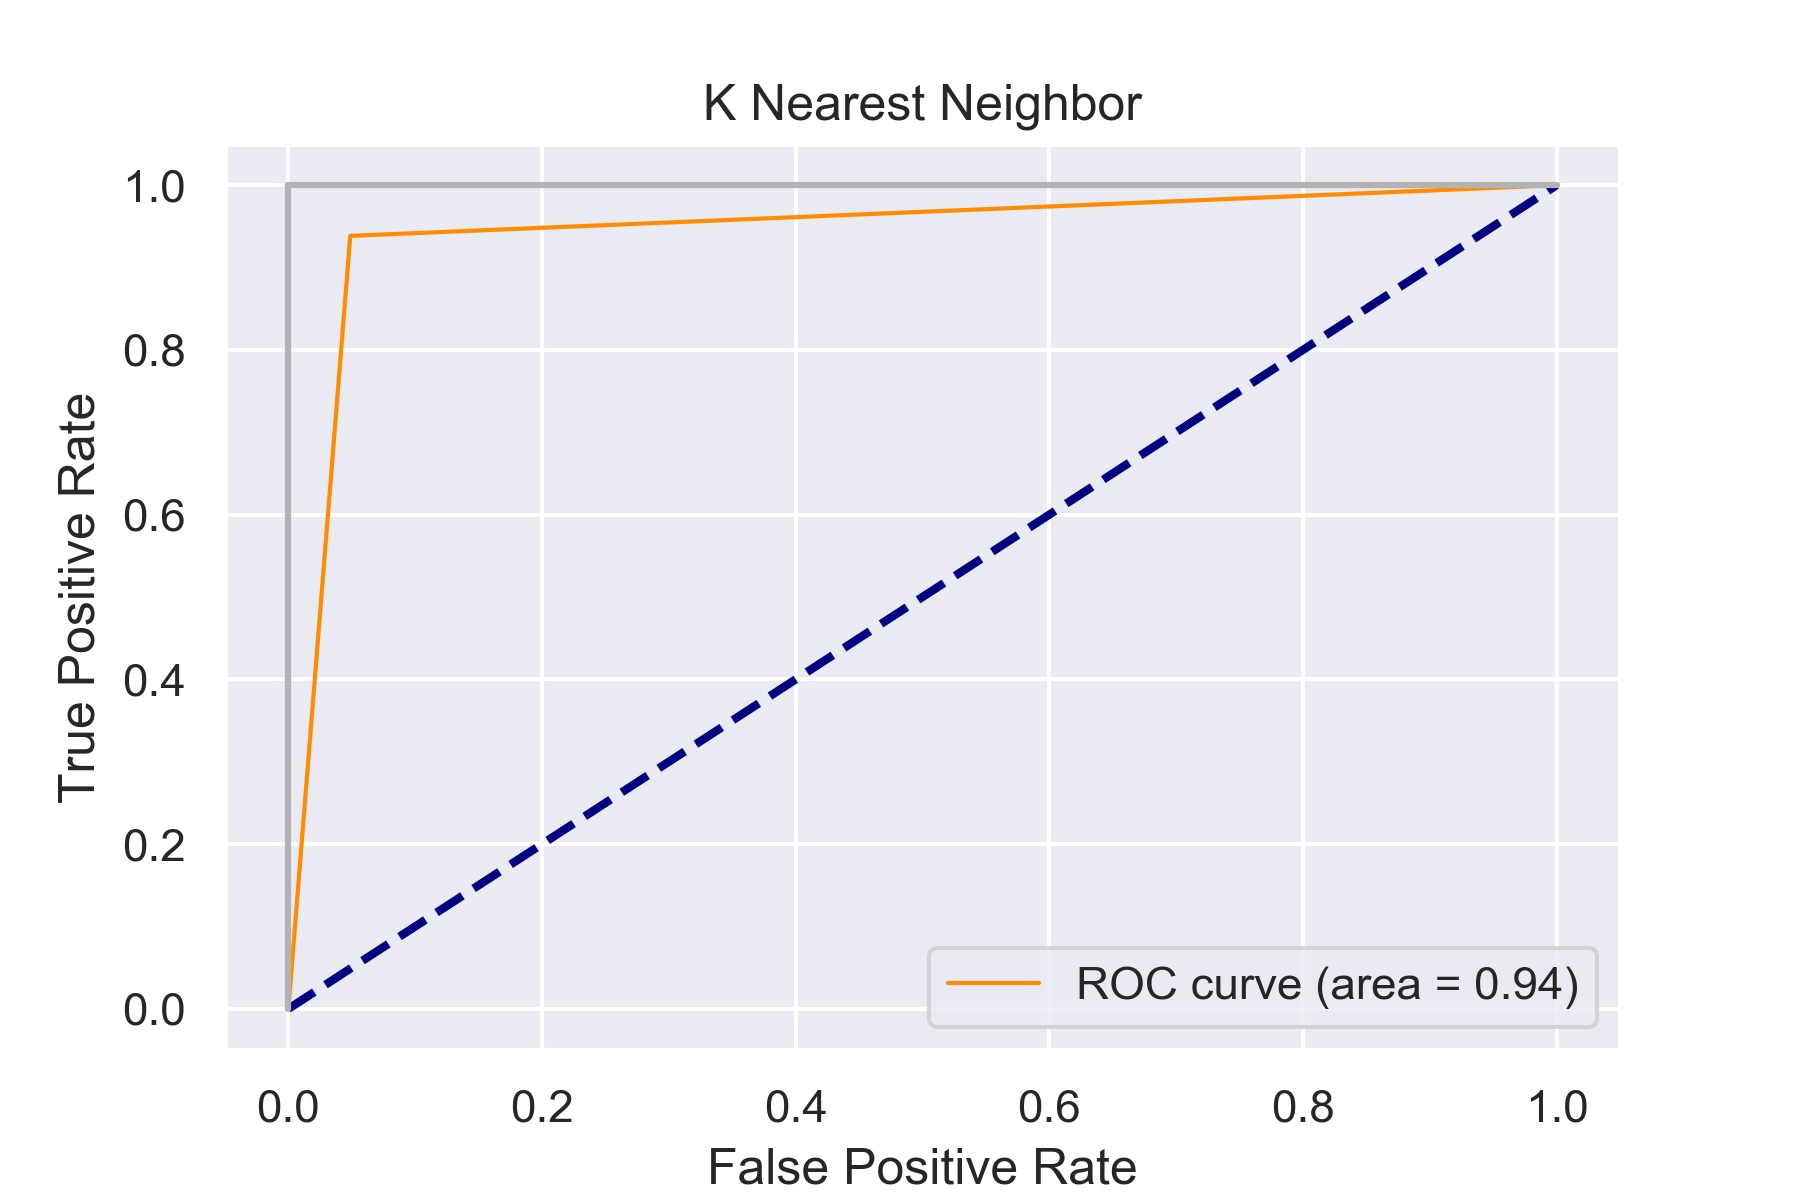 K Nearest Neighbor
1.0
0.8
0.6
0.4
0.2
0.0
True Positive Rate
ROC curve (area = 0.94)
0.0 0.2 0.4 0.6 0.8 1.0
False Positive Rate